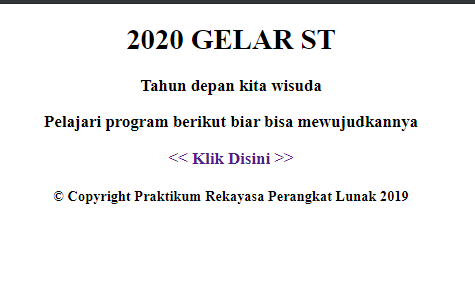 2020 GELAR ST
Tahun depan kita wisuda
Pelajari program berikut biar bisa mewujudkannya
<< Klik Disini >>
© Copyright Praktikum Rekayasa Perangkat Lunak 2019